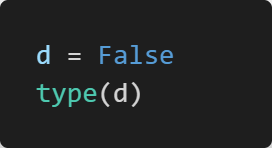 d = False
type(d)